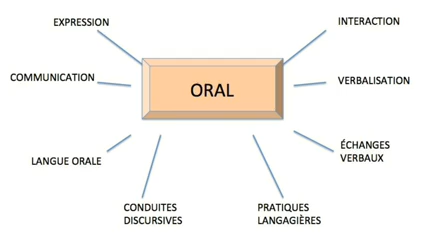 EXPRESSION
INTERACTION
COMMUNICATION
ORAL
VERBALISATION
LANGUE ORALE
ÉCHANGES
VERBAUX
CONDUITES
DISCURSIVES
PRATIQUES
LANGAGIÈRES